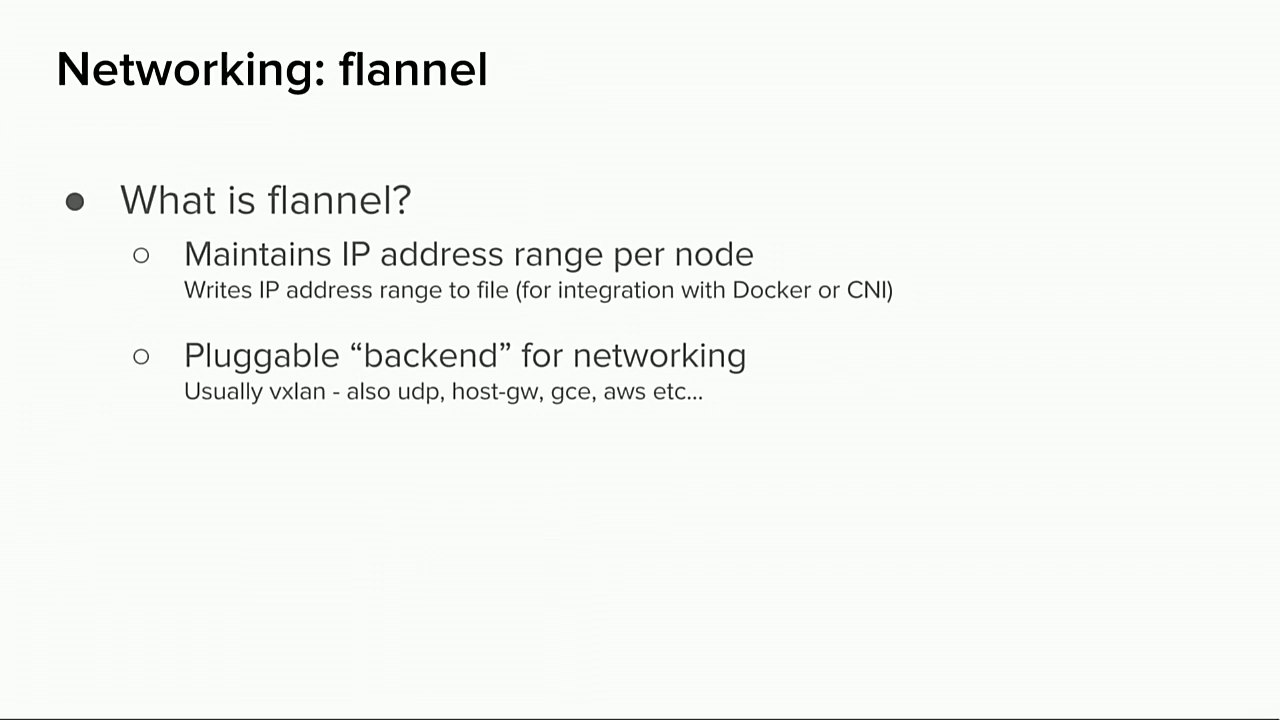 Networking: flannel
● What is flannel?
○ Maintains IP address range per node
Writes IP address range to file (for integration with Docker or CNI)
○ Pluggable “backend” for networking
Usually vxlan - also udp, host-gw, gce, aws etc...